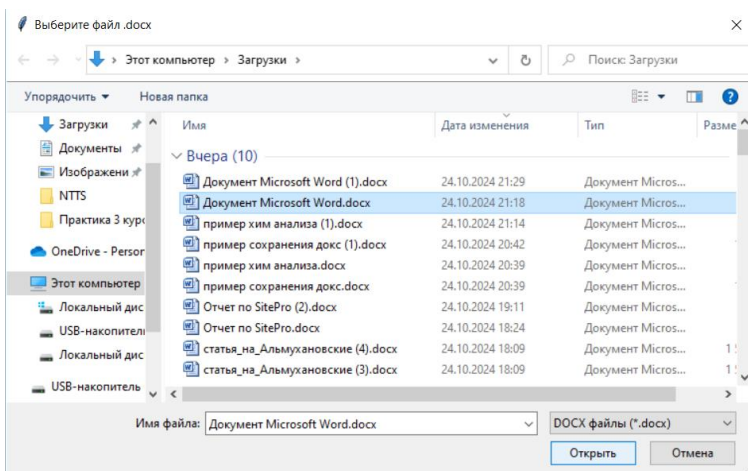 Выберите файл .docx
Этот компьютер > Загрузки >
Поиск: Загрузки
Упорядочить
Новая папка
Загрузки
Документы
Изображени
NTTS
Практика 3 курс
OneDrive - Person
Этот компьютер
Локальный дис
USB-накопители
Локальный дис
USB-накопитель
Имя Дата изменения Тип Разме
Вчера (10)
Документ Microsoft Word (1).docx 24.10.2024 21:29 Документ Micros...
Документ Microsoft Word.docx 24.10.2024 21:18 Документ Micros...
пример хим анализа (1).docx 24.10.2024 21:14 Документ Micros...
пример сохранения докс (1).docx 24.10.2024 20:42 Документ Micros...
пример хим анализа.docx 24.10.2024 20:39 Документ Micros...
пример сохранения докс.docx 24.10.2024 20:39 Документ Micros...
Отчет по SitePro (2).docx 24.10.2024 19:11 Документ Micros...
Отчет по SitePro.docx 24.10.2024 18:24 Документ Micros...
статья_на_Альмухановские (4).docx 24.10.2024 18:09 Документ Micros...
статья_на_Альмухановские (3).docx 24.10.2024 18:09 Документ Micros...
Имя файла: Документ Microsoft Word.docx DOCX файлы (*.docx)
Открыть Отмена